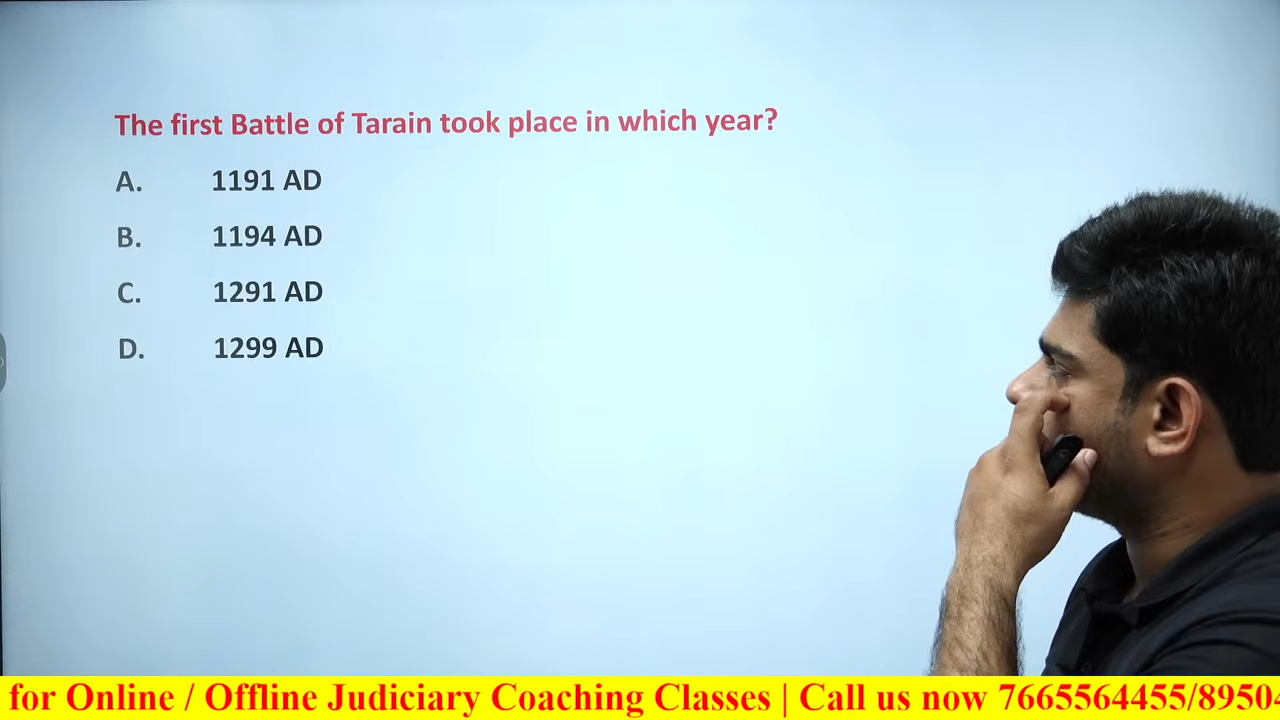 The first Battle of Tarain took place in which year?
A. 1191 AD
B. 1194 AD
C. 1291 AD
D. 1299 AD
for Online / Offline Judiciary Coaching Classes | Call us now 7665564455/8950